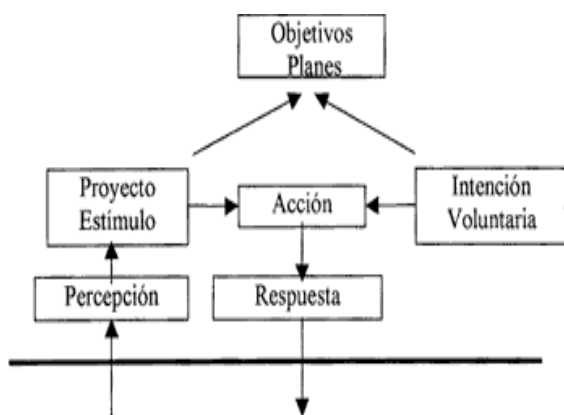 Objetivos
Planes
Proyecto
Estímulo
Acción
Intención
Voluntaria
Percepción
Respuesta